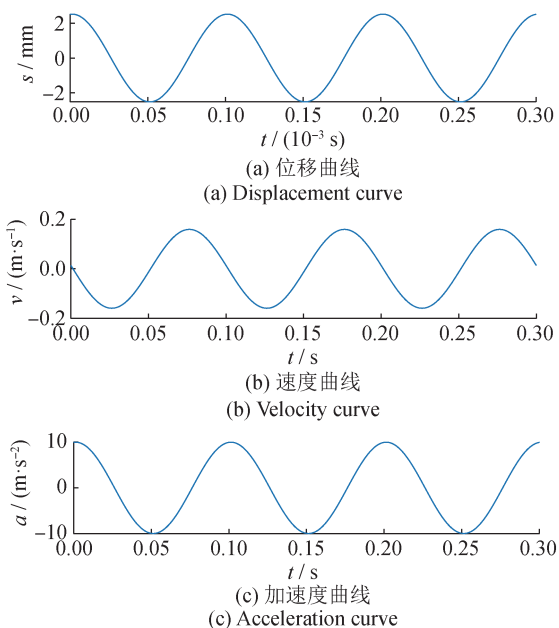 s / mm
2
0
−2
0.00 0.05 0.10 0.15 0.20 0.25 0.30
t / (10⁻³ s)
(a) 位移曲线
(a) Displacement curve
v / (m·s⁻¹)
0.2
0.0
−0.2
0.00 0.05 0.10 0.15 0.20 0.25 0.30
t / s
(b) 速度曲线
(b) Velocity curve
a / (m·s⁻²)
10
0
−10
0.00 0.05 0.10 0.15 0.20 0.25 0.30
t / s
(c) 加速度曲线
(c) Acceleration curve